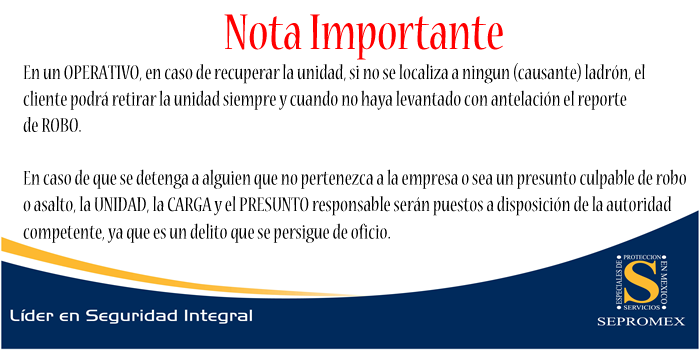 Nota Importante
En un OPERATIVO, en caso de recuperar la unidad, si no se localiza a ningun (causante) ladrón, el
cliente podrá retirar la unidad siempre y cuando no haya levantado con antelación el reporte
de ROBO.
En caso de que se detenga a alguien que no pertenezca a la empresa o sea un presunto culpable de robo
o asalto, la UNIDAD, la CARGA y el PRESUNTO responsable serán puestos a disposición de la autoridad
competente, ya que es un delito que se persigue de oficio.
Líder en Seguridad Integral
PROTECCION
ESPECIALES DE
S
EN MEXICO
SERVICIOS
SEPROMEX